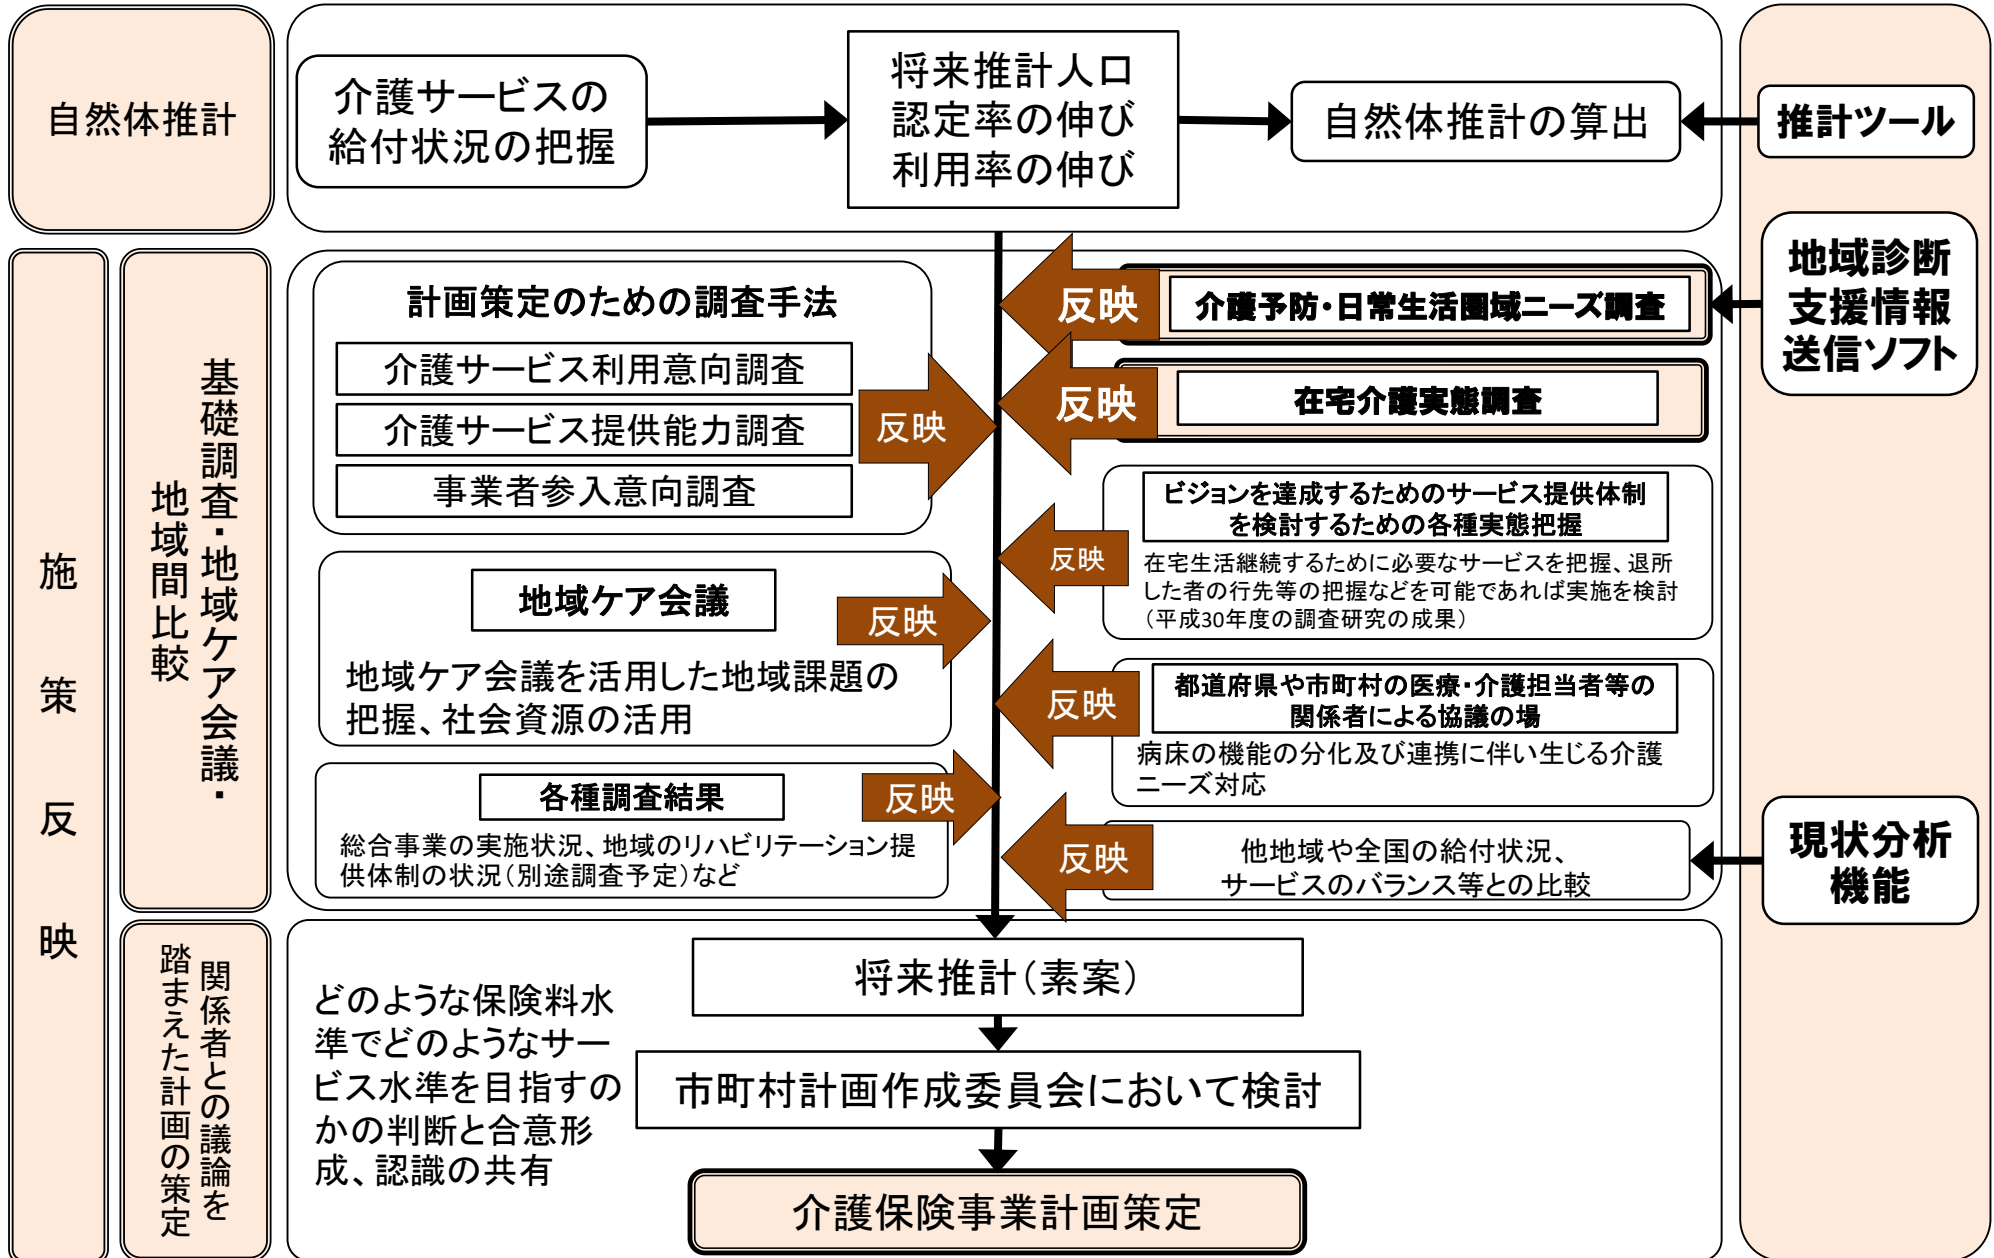 自然体推計
介護サービスの
給付状況の把握
将来推計人口
認定率の伸び
利用率の伸び
自然体推計の算出
推計ツール
施策反映
基礎調査・地域ケア会議・
地域間比較
計画策定のための調査手法
介護サービス利用意向調査
介護サービス提供能力調査
事業者参入意向調査
反映
反映
介護予防・日常生活圏域ニーズ調査
地域診断
支援情報
送信ソフト
反映
在宅介護実態調査
反映
ビジョンを達成するためのサービス提供体制
を検討するための各種実態把握
在宅生活継続するために必要なサービスを把握、退所
した者の行先等の把握などを可能であれば実施を検討
（平成30年度の調査研究の成果）
地域ケア会議
反映
地域ケア会議を活用した地域課題の
把握、社会資源の活用
反映
都道府県や市町村の医療・介護担当者等の
関係者による協議の場
病床の機能の分化及び連携に伴い生じる介護
ニーズ対応
各種調査結果
反映
総合事業の実施状況、地域のリハビリテーション提
供体制の状況（別途調査予定）など
反映
他地域や全国の給付状況、
サービスのバランス等との比較
現状分析
機能
関係者との議論を
踏まえた計画の策定
どのような保険料水
準でどのようなサー
ビス水準を目指すの
かの判断と合意形
成、認識の共有
将来推計（素案）
市町村計画作成委員会において検討
介護保険事業計画策定